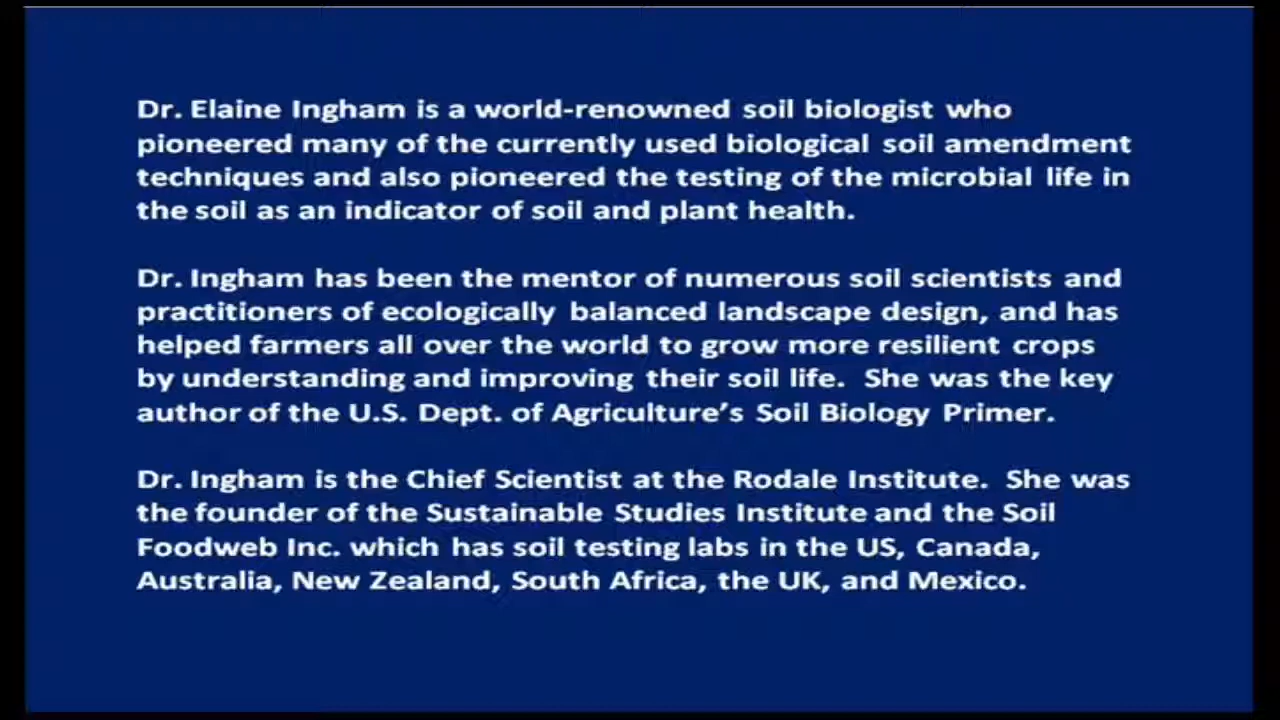 Dr. Elaine Ingham is a world-renowned soil biologist who
pioneered many of the currently used biological soil amendment
techniques and also pioneered the testing of the microbial life in
the soil as an indicator of soil and plant health.
Dr. Ingham has been the mentor of numerous soil scientists and
practitioners of ecologically balanced landscape design, and has
helped farmers all over the world to grow more resilient crops
by understanding and improving their soil life.  She was the key
author of the U.S. Dept. of Agriculture’s Soil Biology Primer.
Dr. Ingham is the Chief Scientist at the Rodale Institute.  She was
the founder of the Sustainable Studies Institute and the Soil
Foodweb Inc. which has soil testing labs in the US, Canada,
Australia, New Zealand, South Africa, the UK, and Mexico.